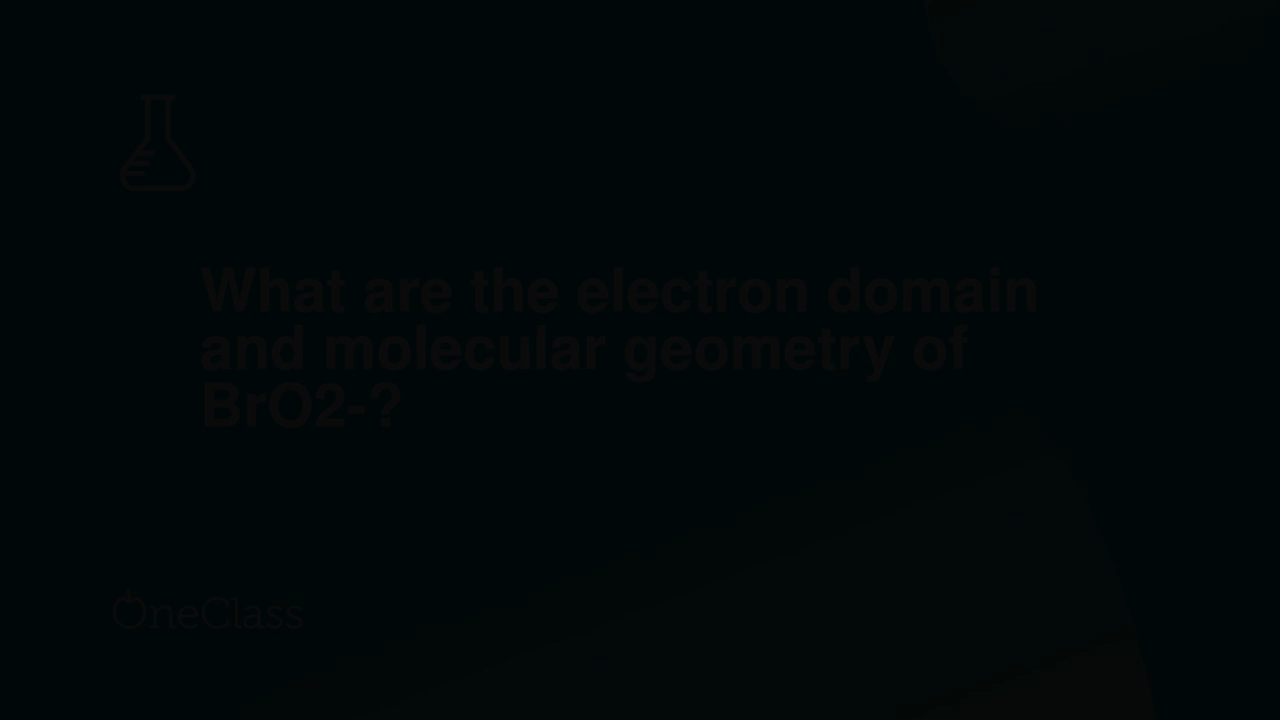 What are the electron domain
and molecular geometry of
BrO2-?
OneClass